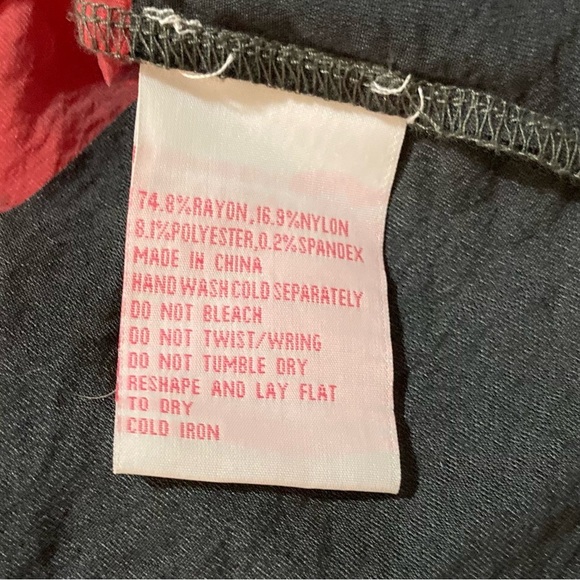 74.8%RAYON,16.9%NYLON
8.1%POLYESTER,0.2%SPANDEX
MADE IN CHINA
HAND WASH COLD SEPARATELY
DO NOT BLEACH
DO NOT TWIST/WRING
DO NOT TUMBLE DRY
RESHAPE AND LAY FLAT
TO DRY
COLD IRON